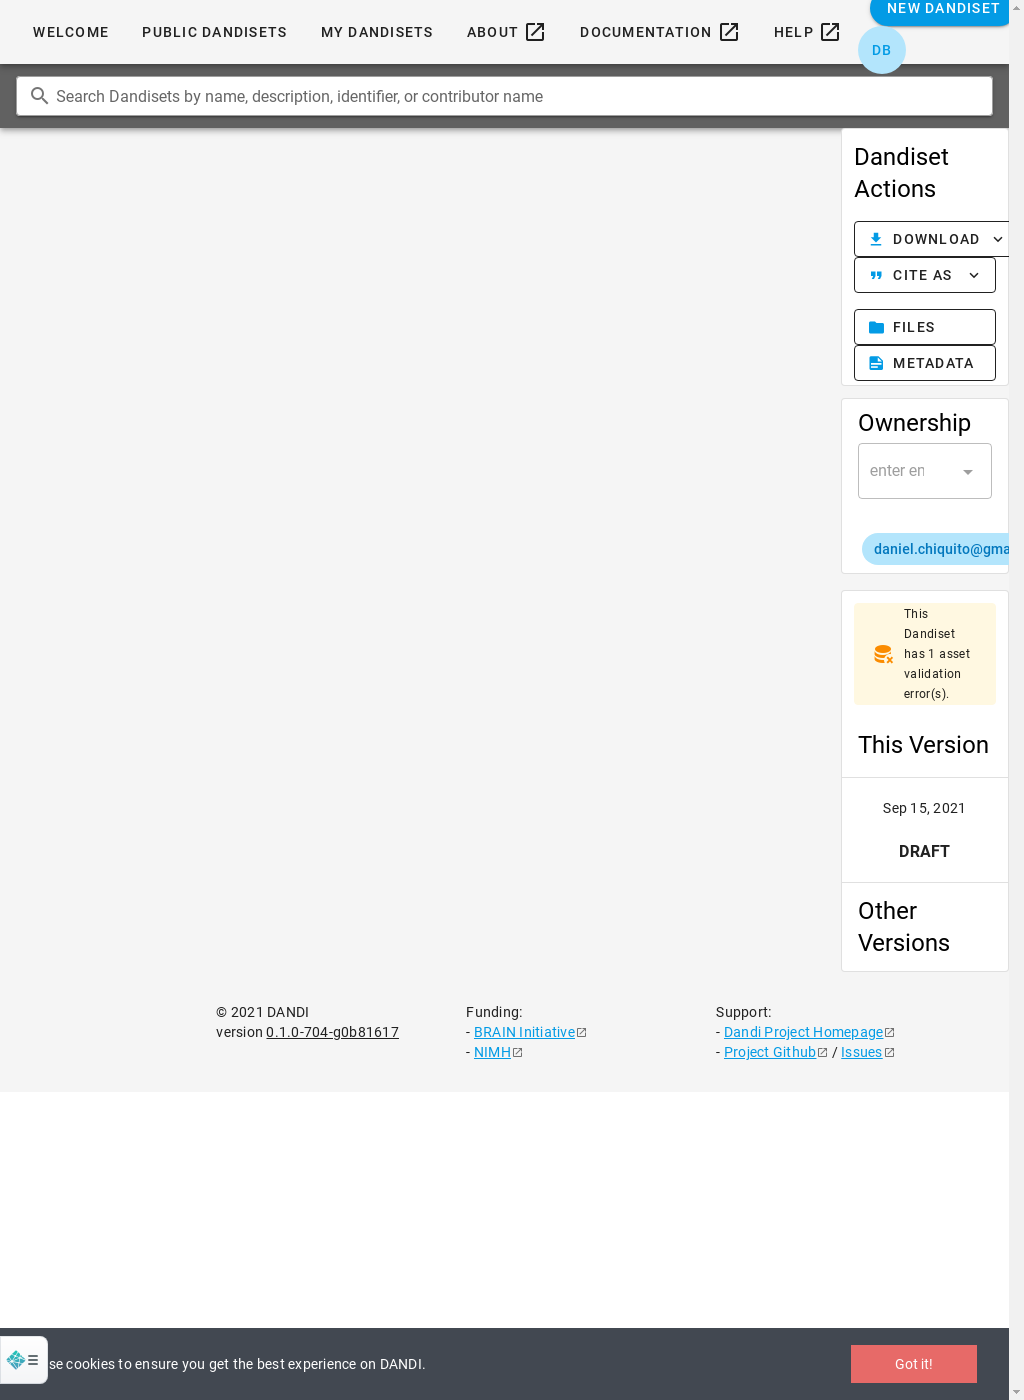 NEW DANDISET
WELCOME PUBLIC DANDISETS MY DANDISETS ABOUT DOCUMENTATION HELP
DB
Search Dandisets by name, description, identifier, or contributor name
Dandiset
Actions
DOWNLOAD
CITE AS
FILES
METADATA
Ownership
enter en
daniel.chiquito@gma
This
Dandiset
has 1 asset
validation
error(s).
This Version
Sep 15, 2021
DRAFT
Other
Versions
© 2021 DANDI
version 0.1.0-704-g0b81617
Funding:
- BRAIN Initiative
- NIMH
Support:
- Dandi Project Homepage
- Project Github / Issues
se cookies to ensure you get the best experience on DANDI.
Got it!